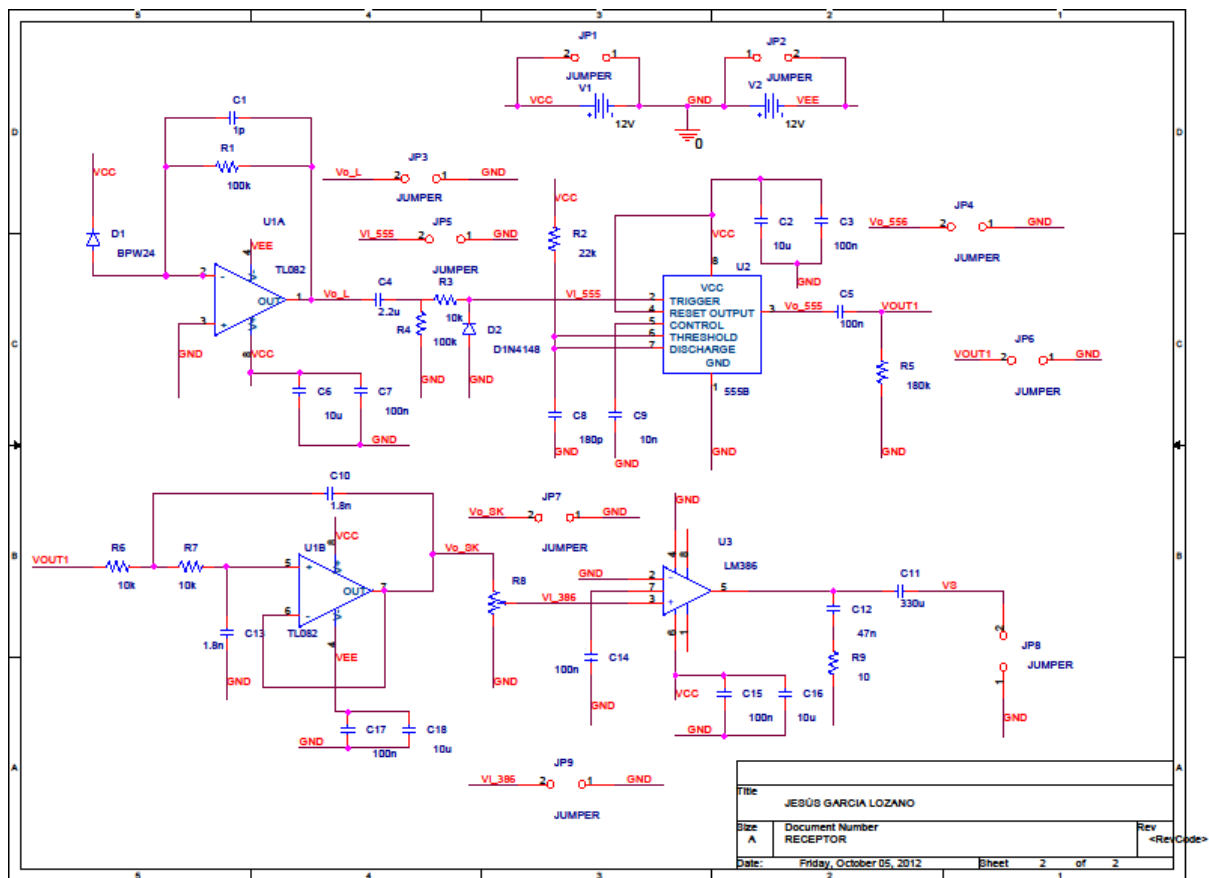 5 4 3 2 1
JP1
2 1
JUMPER
V1
VCC
12V
GND
0
JP2
1 2
JUMPER
V2
VEE
12V
D D
C1
1p
R1
100k
VCC
D1
BPW24
U1A
VEE
4
V-
TL082
2 -
OUT 1
3 +
V+
8
VCC
GND
C6
10u
C7
100n
GND
Vo_L JP3 GND
2 1
JUMPER
VI_555 JP5 GND
2 1
JUMPER
Vo_L
C4
2.2u
R3
10k
R4
100k
GND
D2
D1N4148
GND
VI_555
VCC
R2
22k
VCC
C2
10u
C3
100n
GND
8
U2
VCC
2 TRIGGER
4 RESET OUTPUT 3
5 CONTROL
6 THRESHOLD
7 DISCHARGE
GND
1
555B
GND
C8
180p
GND
C9
10n
GND
Vo_555
C5
100n
VOUT1
R5
180k
GND
Vo_556 JP4 GND
2 1
JUMPER
VOUT1 JP6 GND
2 1
JUMPER
C C
B B
C10
1.8n
VOUT1
R6
10k
R7
10k
C13
1.8n
GND
U1B
VCC
8
V+
5 +
OUT 7
6 -
V-
TL082
4
VEE
GND
C17
100n
C18
10u
Vo_SK
R8
GND
VI_386
Vo_SK JP7 GND
2 1
JUMPER
GND
U3
LM386
4 8
GND 2 -
7
3 +
5
6 1
C14
100n
GND
VCC
C15
100n
C16
10u
GND
C12
47n
R9
10
GND
C11
330u
VS
2
JP8
JUMPER
1
GND
VI_386 JP9 GND
2 1
JUMPER
A A
Title
JESÚS GARCIA LOZANO
Size Document Number Rev
A RECEPTOR <RevCode>
Date: Friday, October 05, 2012 Sheet 2 of 2
5 4 3 2 1